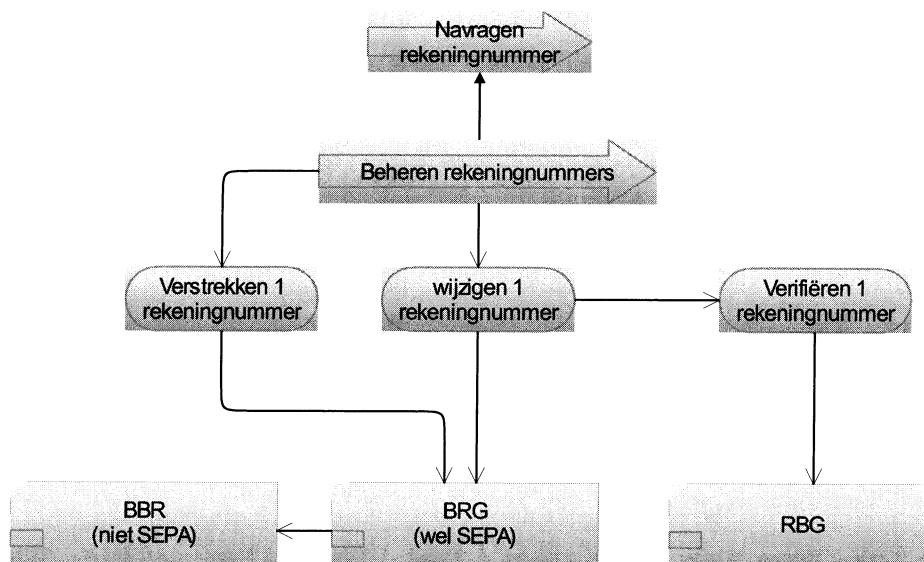 Navragen
rekeningnummer
Beheren rekeningnummers
Verstrekken 1
rekeningnummer
wijzigen 1
rekeningnummer
Verifiëren 1
rekeningnummer
BBR
(niet SEPA)
BRG
(wel SEPA)
RBG